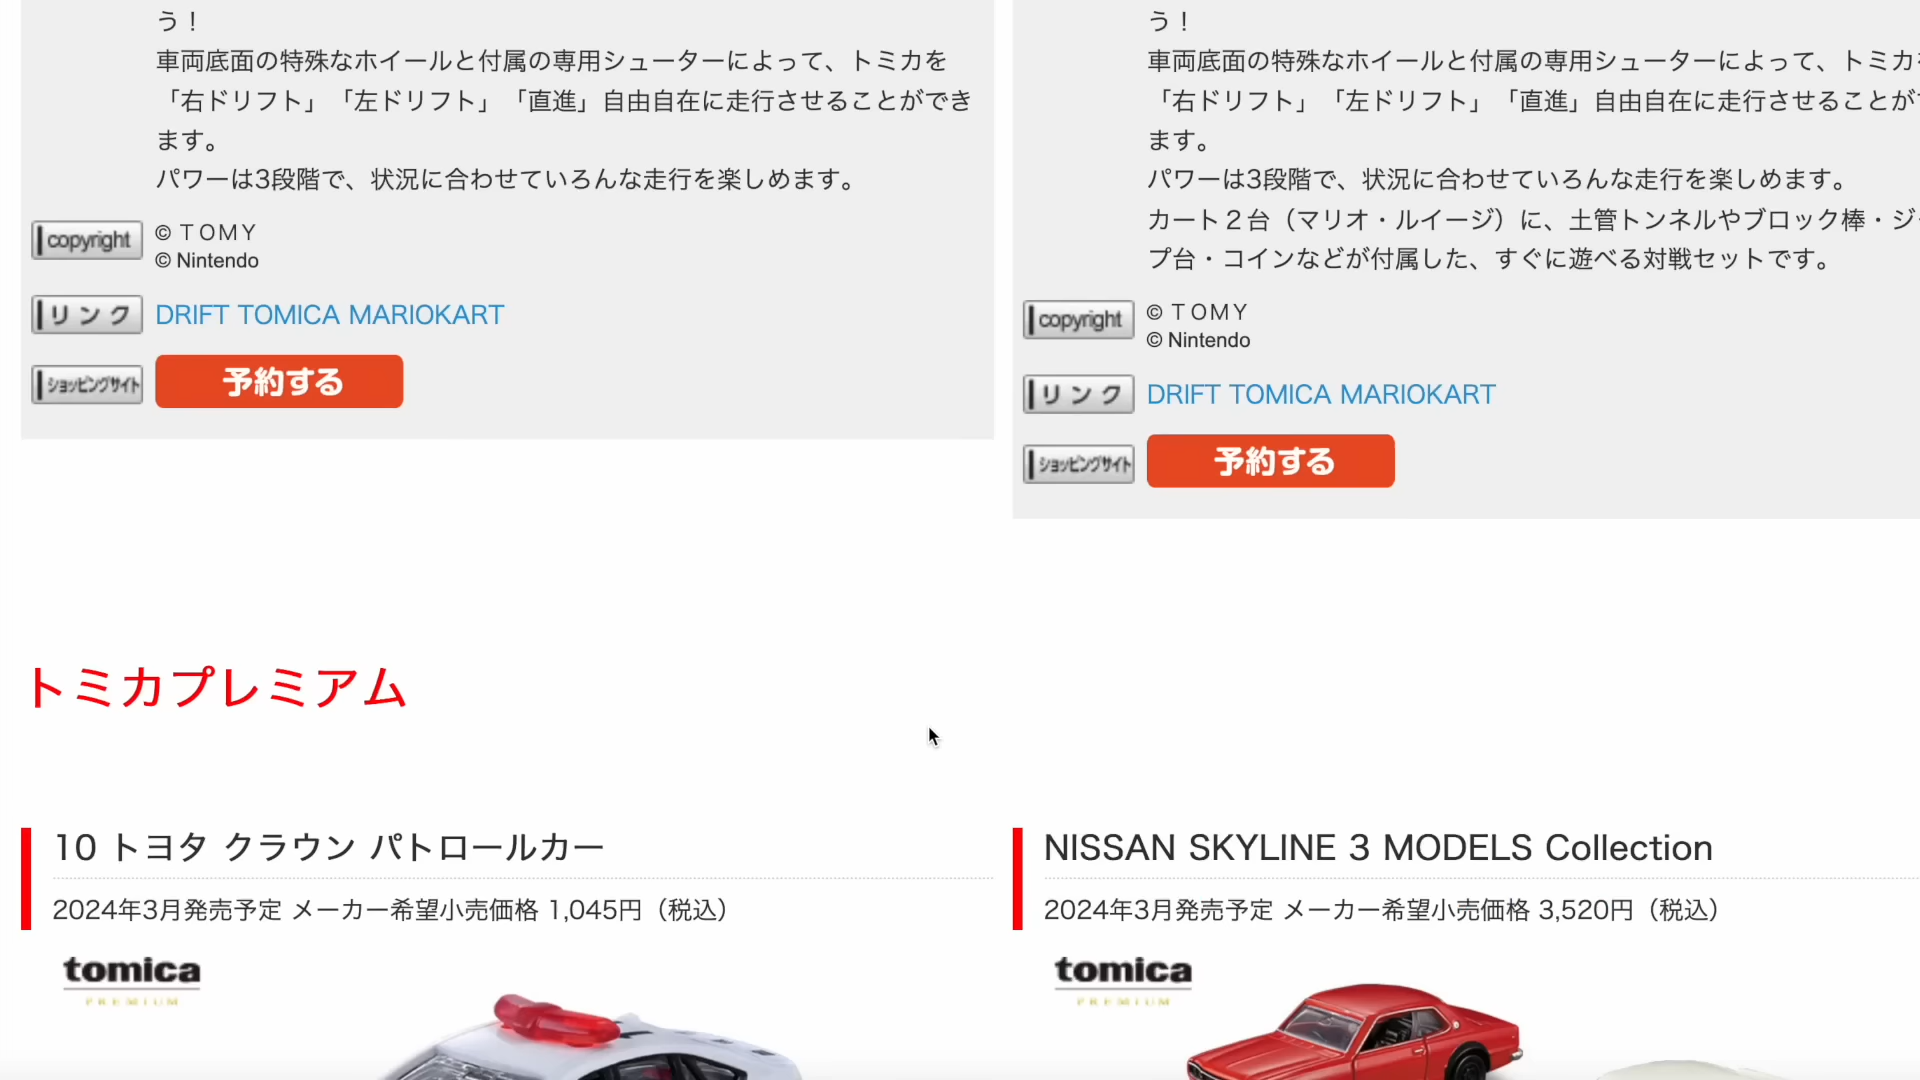 う！
車両底面の特殊なホイールと付属の専用シューターによって、トミカを
「右ドリフト」「左ドリフト」「直進」自由自在に走行させることができ
ます。
パワーは3段階で、状況に合わせていろんな走行を楽しめます。
copyright
© T O M Y
© Nintendo
リンク
DRIFT TOMICA MARIOKART
ショッピングサイト
予約する
う！
車両底面の特殊なホイールと付属の専用シューターによって、トミカ
「右ドリフト」「左ドリフト」「直進」自由自在に走行させることが
ます。
パワーは3段階で、状況に合わせていろんな走行を楽しめます。
カート２台（マリオ・ルイージ）に、土管トンネルやブロック棒・ジ
プ台・コインなどが付属した、すぐに遊べる対戦セットです。
copyright
© T O M Y
© Nintendo
リンク
DRIFT TOMICA MARIOKART
ショッピングサイト
予約する
トミカプレミアム
10 トヨタ クラウン パトロールカー
2024年3月発売予定 メーカー希望小売価格 1,045円（税込）
tomica
PREMIUM
NISSAN SKYLINE 3 MODELS Collection
2024年3月発売予定 メーカー希望小売価格 3,520円（税込）
tomica
PREMIUM